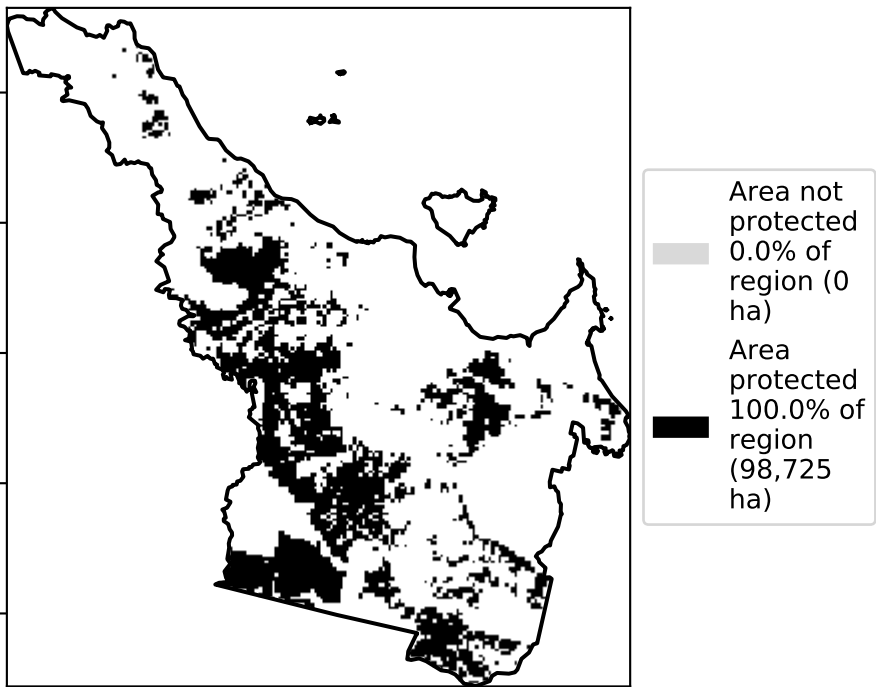 Area not
protected
0.0% of
region (0
ha)
Area
protected
100.0% of
region
(98,725
ha)